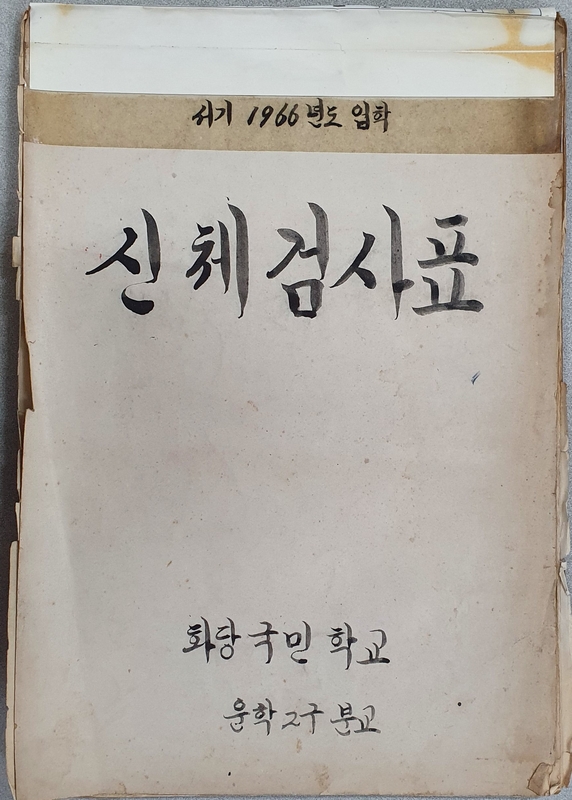 서기 1966년도 입학
신체검사표
화당국민학교
운학2구 분교